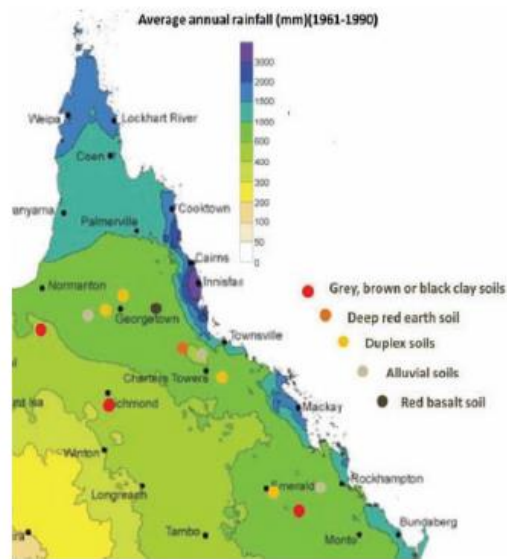 Average annual rainfall (mm)(1961-1990)
3000
2000
1500
1000
600
400
300
200
100
50
0
Weipa
Lockhart River
Coen
anyarna
Palmerville
Cooktown
Cairns
Innisfail
Normanton
Georgetown
Townsville
Charters Towers
Richmond
Mackay
Winton
Longreach
Emerald
Rockhampton
Tambo
Monto
Bundaberg
Grey, brown or black clay soils
Deep red earth soil
Duplex soils
Alluvial soils
Red basalt soil